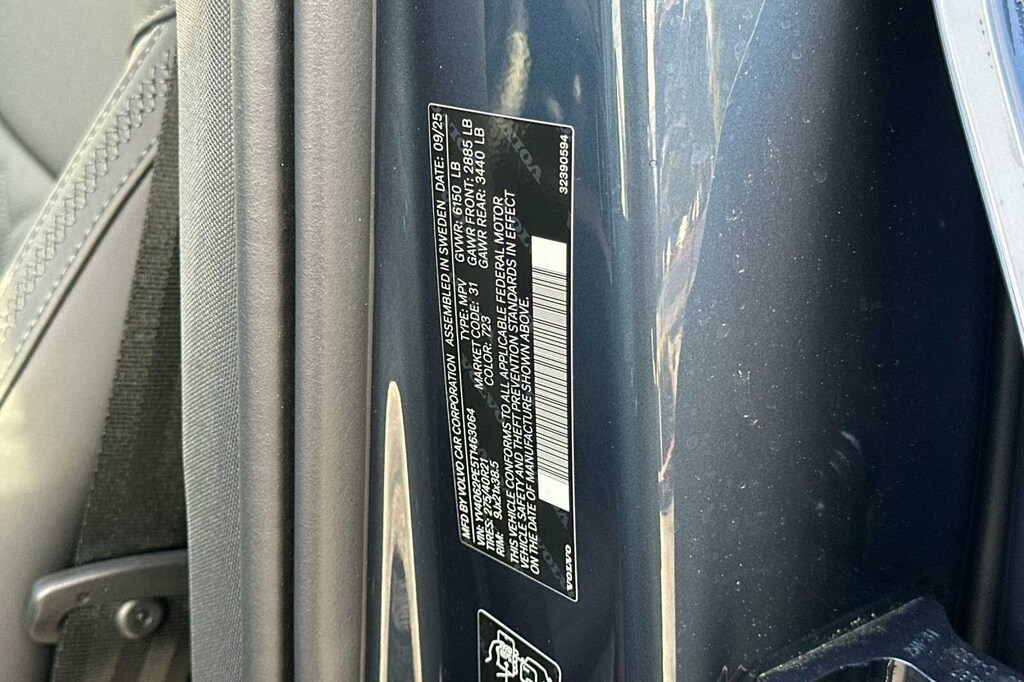 MFD BY VOLVO CAR CORPORATION ASSEMBLED IN SWEDEN DATE: 09/25
VIN: YV4062PE5T1463064 TYPE: MPV GVWR: 6150 LB
TIRES: 275/40R21 MARKET CODE: 31 GAWR FRONT: 2885 LB
RIM: 9Jx21x38.5 COLOR: 723 GAWR REAR: 3440 LB
THIS VEHICLE CONFORMS TO ALL APPLICABLE FEDERAL MOTOR
VEHICLE SAFETY AND THEFT PREVENTION STANDARDS IN EFFECT
ON THE DATE OF MANUFACTURE SHOWN ABOVE.
VOLVO 32390594